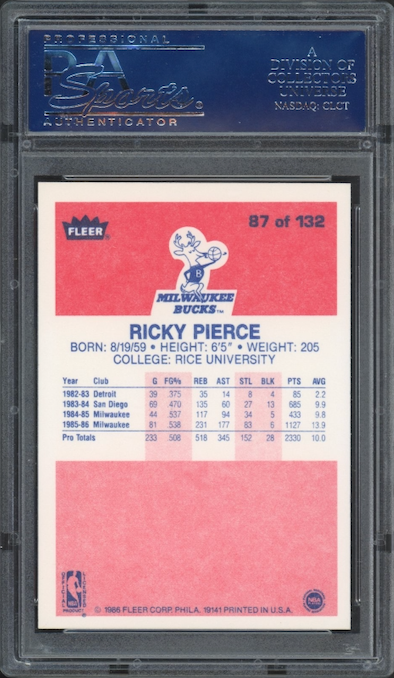 PROFESSIONAL
PSA
Sports®
AUTHENTICATOR
A
DIVISION OF
COLLECTORS
UNIVERSE
NASDAQ: CLCT
FLEER
87 of 132
B
MILWAUKEE
BUCKS™
RICKY PIERCE
BORN: 8/19/59 • HEIGHT: 6'5" • WEIGHT: 205
COLLEGE: RICE UNIVERSITY
Year Club G FG% REB AST STL BLK PTS AVG
1982-83 Detroit 39 .375 35 14 8 4 85 2.2
1983-84 San Diego 69 .470 135 60 27 13 685 9.9
1984-85 Milwaukee 44 .537 117 94 34 5 433 9.8
1985-86 Milwaukee 81 .538 231 177 83 6 1127 13.9
Pro Totals 233 .508 518 345 152 28 2330 10.0
NBA
© 1986 FLEER CORP. PHILA. 19141 PRINTED IN U.S.A.